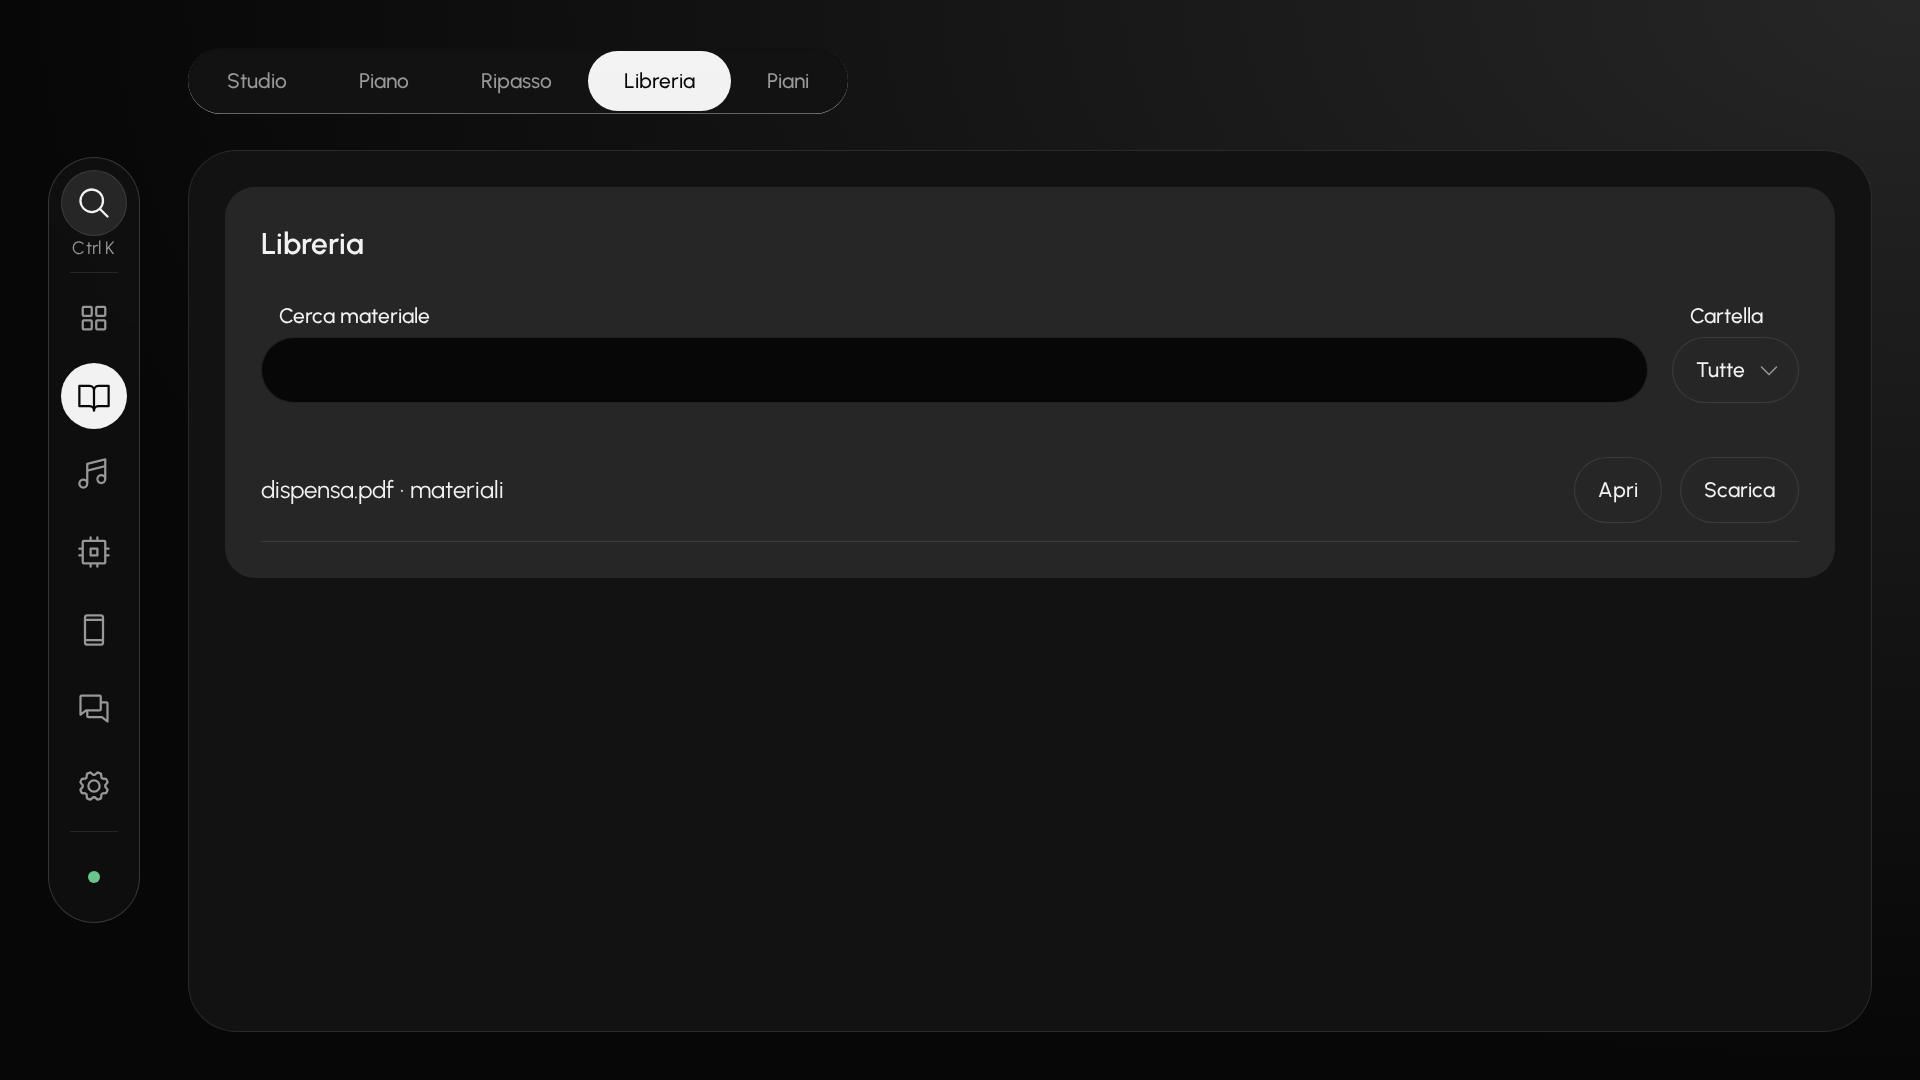 Studio Piano Ripasso Libreria Piani
Ctrl K
Libreria
Cerca materiale
Cartella
Tutte
dispensa.pdf · materiali
Apri
Scarica